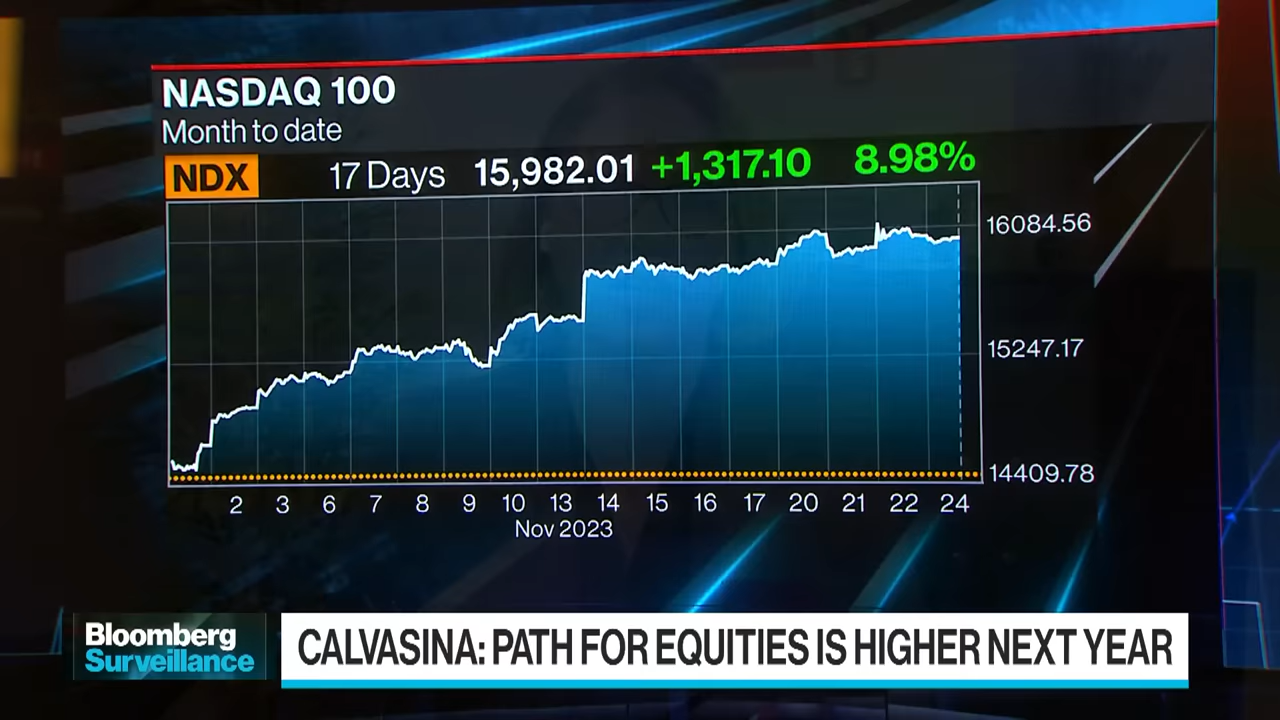 NASDAQ 100
Month to date
NDX 17 Days 15,982.01 +1,317.10 8.98%
16084.56
15247.17
14409.78
2 3 6 7 8 9 10 13 14 15 16 17 20 21 22 24
Nov 2023
Bloomberg
Surveillance
CALVASINA: PATH FOR EQUITIES IS HIGHER NEXT YEAR